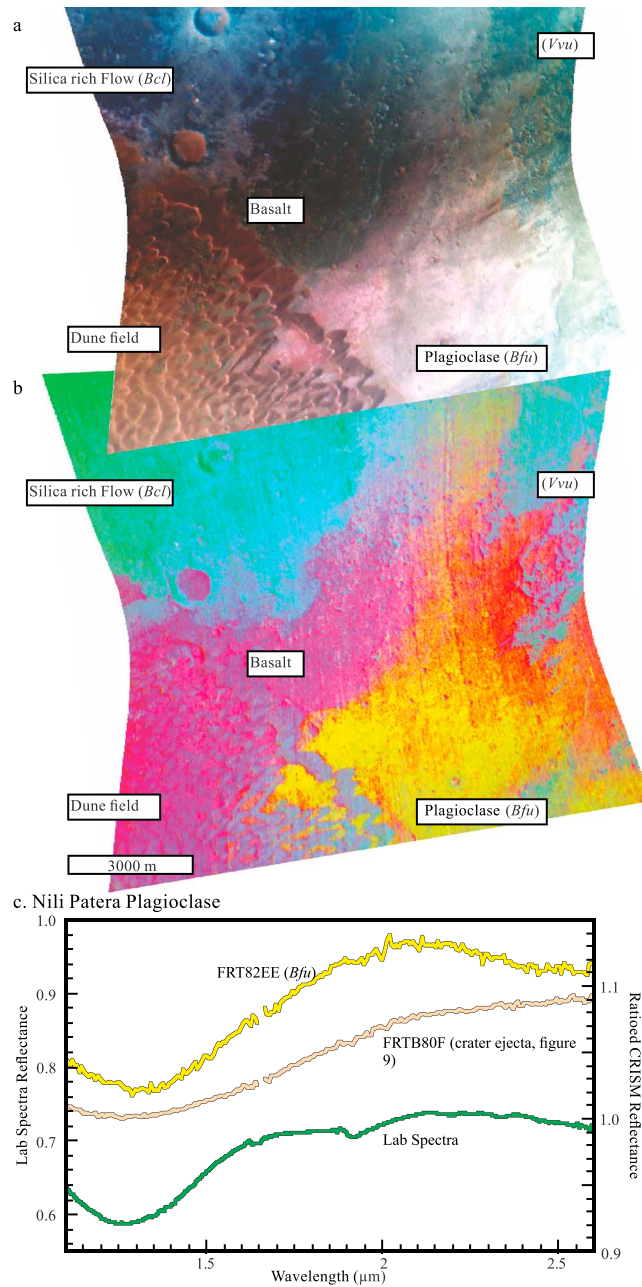 a
(Vvu)
Silica rich Flow (Bcl)
Basalt
Dune field
Plagioclase (Bfu)
b
Silica rich Flow (Bcl)
(Vvu)
Basalt
Dune field
Plagioclase (Bfu)
3000 m
c. Nili Patera Plagioclase
1.0
FRT82EE (Bfu)
0.9
1.1
FRTB80F (crater ejecta, figure
9)
0.8
0.7
1.0
Lab Spectra
0.6
0.9
Lab Spectra Reflectance
Ratioed CRISM Reflectance
1.5
2
2.5
Wavelength (µm)